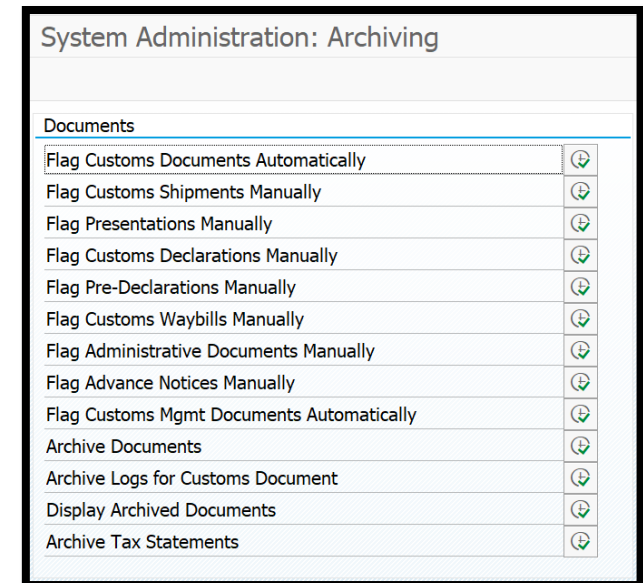 System Administration: Archiving
Documents
Flag Customs Documents Automatically
Flag Customs Shipments Manually
Flag Presentations Manually
Flag Customs Declarations Manually
Flag Pre-Declarations Manually
Flag Customs Waybills Manually
Flag Administrative Documents Manually
Flag Advance Notices Manually
Flag Customs Mgmt Documents Automatically
Archive Documents
Archive Logs for Customs Document
Display Archived Documents
Archive Tax Statements